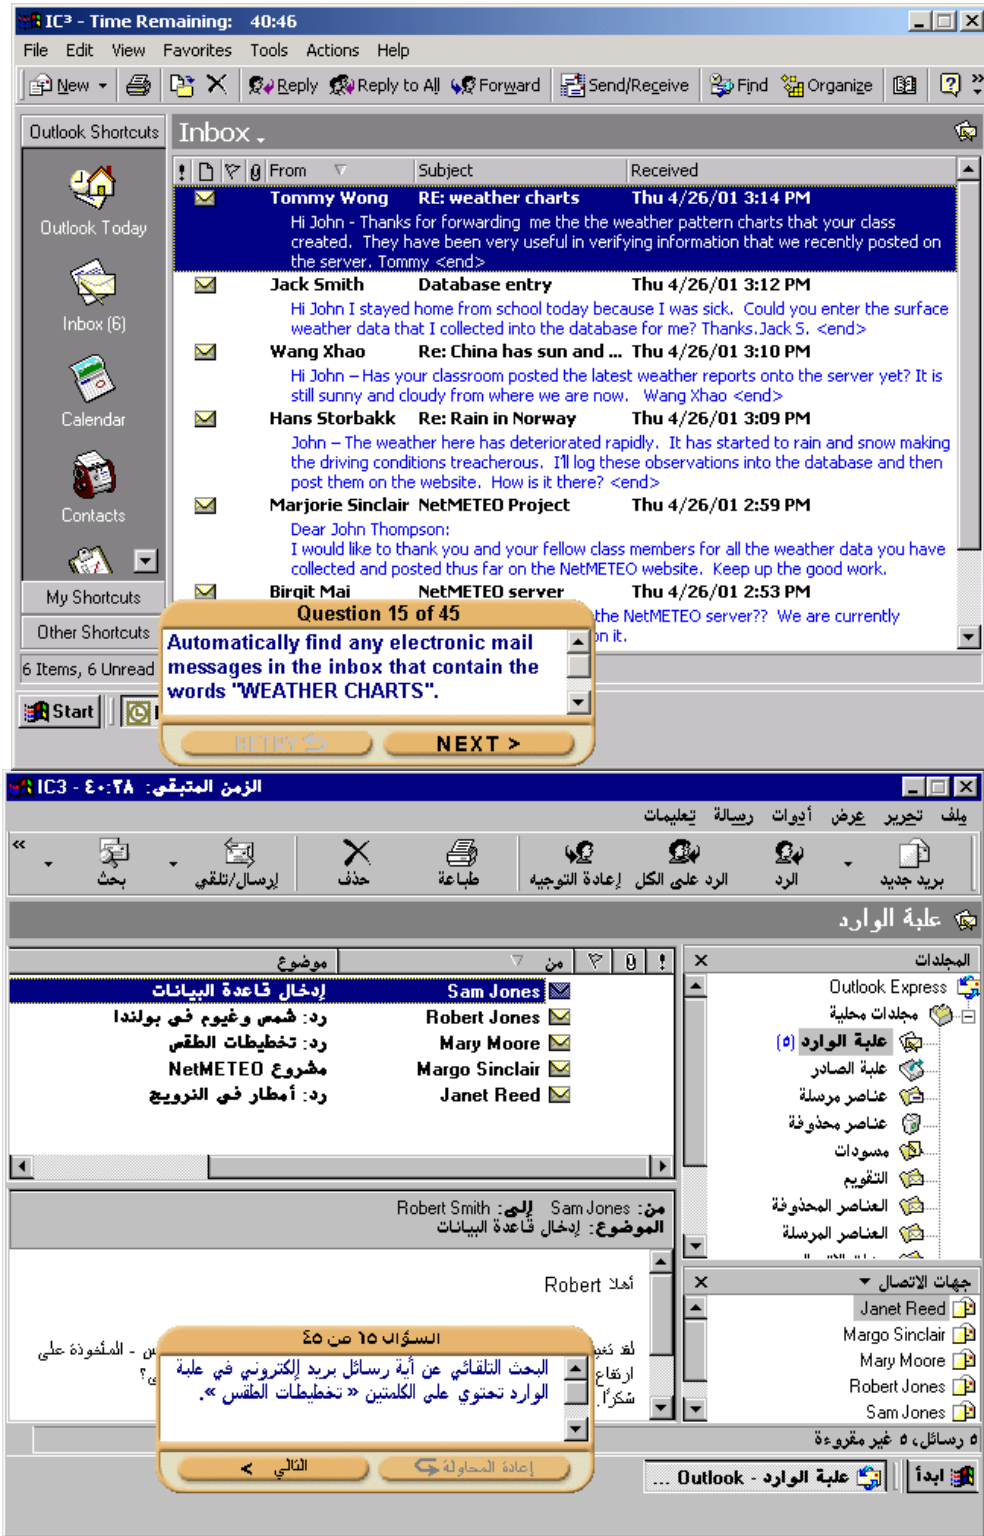 IC³ - Time Remaining: 40:46
File Edit View Favorites Tools Actions Help
New Reply Reply to All Forward Send/Receive Find Organize
Outlook Shortcuts
Inbox
From Subject Received
Outlook Today
Inbox (6)
Calendar
Contacts
My Shortcuts
Other Shortcuts
Tommy Wong RE: weather charts Thu 4/26/01 3:14 PM
Hi John - Thanks for forwarding me the the weather pattern charts that your class
created. They have been very useful in verifying information that we recently posted on
the server. Tommy <end>
Jack Smith Database entry Thu 4/26/01 3:12 PM
Hi John I stayed home from school today because I was sick. Could you enter the surface
weather data that I collected into the database for me? Thanks.Jack S. <end>
Wang Xhao Re: China has sun and ... Thu 4/26/01 3:10 PM
Hi John – Has your classroom posted the latest weather reports onto the server yet? It is
still sunny and cloudy from where we are now. Wang Xhao <end>
Hans Storbakk Re: Rain in Norway Thu 4/26/01 3:09 PM
John – The weather here has deteriorated rapidly. It has started to rain and snow making
the driving conditions treacherous. I'll log these observations into the database and then
post them on the website. How is it there? <end>
Marjorie Sinclair NetMETEO Project Thu 4/26/01 2:59 PM
Dear John Thompson:
I would like to thank you and your fellow class members for all the weather data you have
collected and posted thus far on the NetMETEO website. Keep up the good work.
Birgit Mai NetMETEO server Thu 4/26/01 2:53 PM
the NetMETEO server?? We are currently
on it.
6 Items, 6 Unread
Start
Question 15 of 45
Automatically find any electronic mail
messages in the inbox that contain the
words "WEATHER CHARTS".
RETRY NEXT >
IC3 - الزمن المتبقي: ٤٠:٣٨
ملف تحرير عرض أدوات رسالة تعليمات
بريد جديد الرد الرد على الكل إعادة التوجيه طباعة حذف إرسال/تلقي بحث
علبة الوارد
المجلدات
Outlook Express
مجلدات محلية
علبة الوارد (٥)
علبة الصادر
عناصر مرسلة
عناصر محذوفة
مسودات
التقويم
العناصر المحذوفة
العناصر المرسلة
جهات الاتصال
Janet Reed
Margo Sinclair
Mary Moore
Robert Jones
Sam Jones
! من موضوع
Sam Jones إدخال قاعدة البيانات
Robert Jones رد: شمس وغيوم في بولندا
Mary Moore رد: تخطيطات الطقس
Margo Sinclair مشروع NetMETEO
Janet Reed رد: أمطار في النرويج
من: Sam Jones إلى: Robert Smith
الموضوع: إدخال قاعدة البيانات
أهلا Robert
لقد
س - المأخوذة على
ارتفاع
شكرًا.
السؤال ١٥ من ٤٥
البحث التلقائي عن أية رسائل بريد إلكتروني في علبة
الوارد تحتوي على الكلمتين « تخطيطات الطقس ».
إعادة المحاولة التالي >
٥ رسائل، ٥ غير مقروءة
ابدأ علبة الوارد - Outlook ...